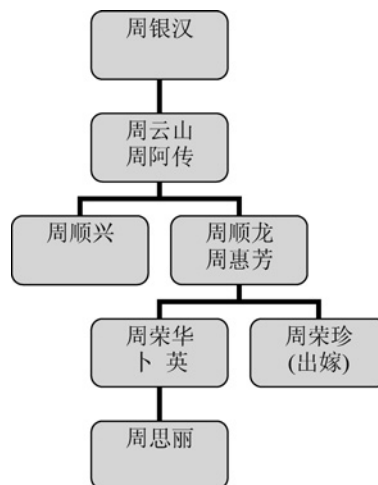 周银汉
周云山
周阿传
周顺兴
周顺龙
周惠芳
周荣华
卜 英
周荣珍
(出嫁)
周思丽